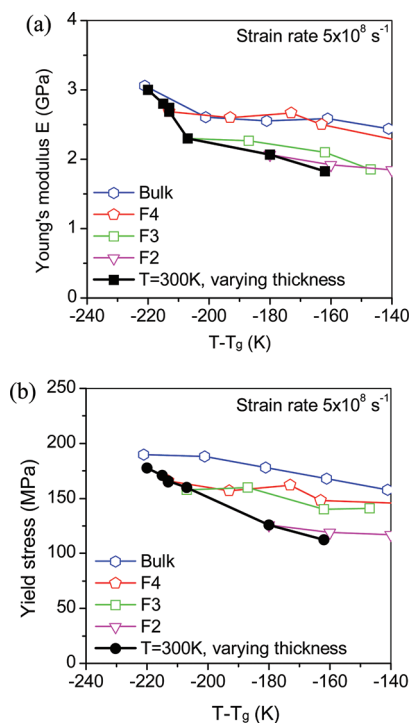 (a)
Strain rate 5x10⁸ s⁻¹
Young's modulus E (GPa)
4
3
2
1
0
Bulk
F4
F3
F2
T=300K, varying thickness
-240 -220 -200 -180 -160 -140
T-Tg (K)
(b)
Strain rate 5x10⁸ s⁻¹
Yield stress (MPa)
250
200
150
100
50
0
Bulk
F4
F3
F2
T=300K, varying thickness
-240 -220 -200 -180 -160 -140
T-Tg (K)